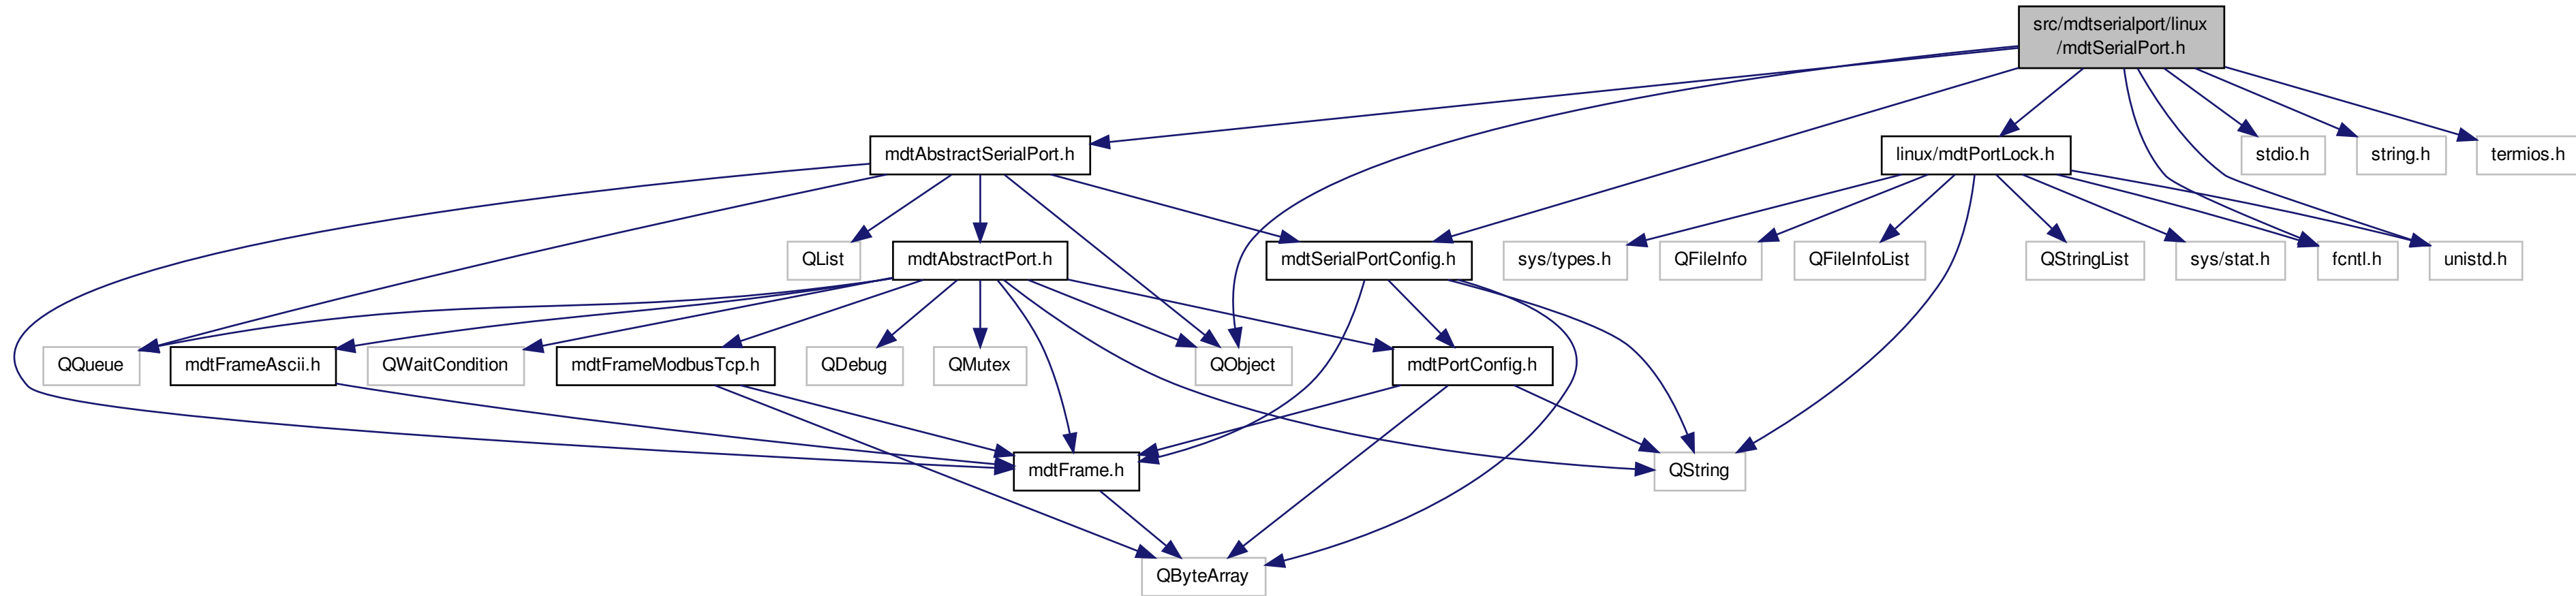 src/mdtserialport/linux
/mdtSerialPort.h
mdtAbstractSerialPort.h
linux/mdtPortLock.h
stdio.h
string.h
termios.h
QList
mdtAbstractPort.h
mdtSerialPortConfig.h
sys/types.h
QFileInfo
QFileInfoList
QStringList
sys/stat.h
fcntl.h
unistd.h
QQueue
mdtFrameAscii.h
QWaitCondition
mdtFrameModbusTcp.h
QDebug
QMutex
QObject
mdtPortConfig.h
mdtFrame.h
QString
QByteArray